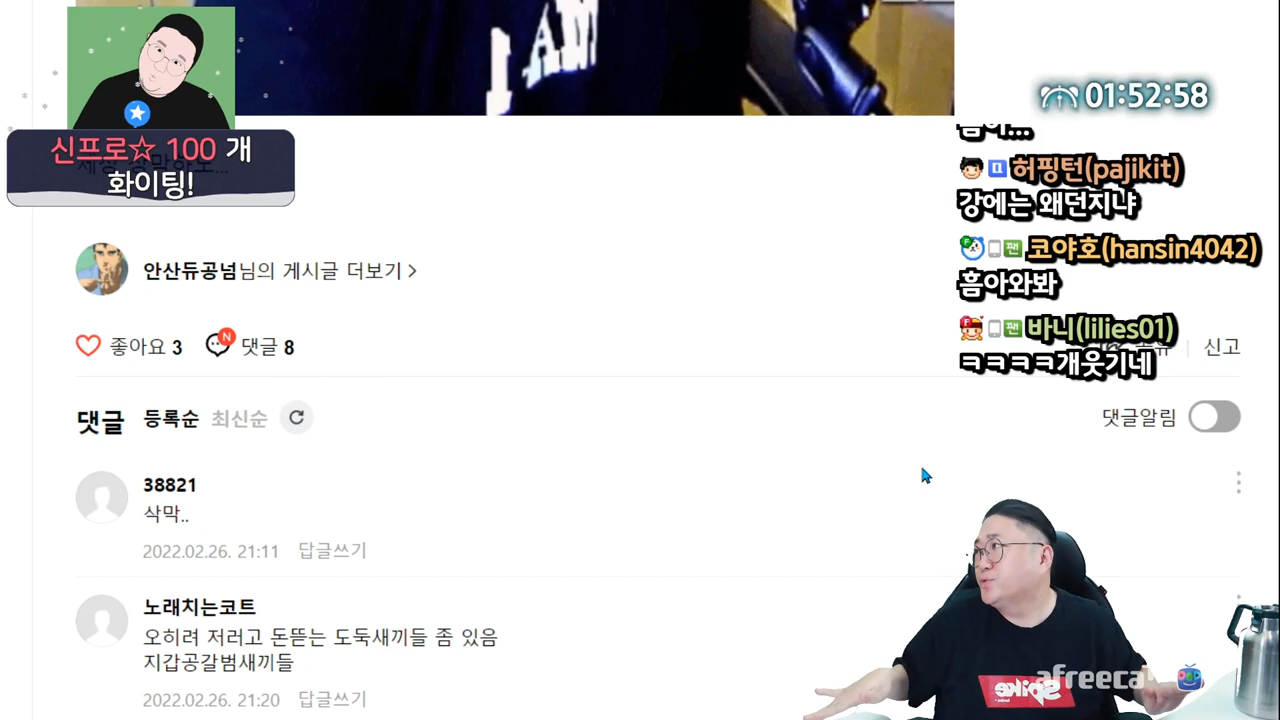 I AM
신프로☆ 100 개
화이팅!
01:52:58
허핑턴(pajikit)
강에는 왜던지냐
코야호(hansin4042)
흠아와봐
바니(lilies01)
ㅋㅋㅋㅋ개웃기네
안산듀공넘님의 게시글 더보기 >
좋아요 3 N 댓글 8
신고
댓글 등록순 최신순
댓글알림
38821
삭막..
2022.02.26. 21:11 답글쓰기
노래치는코트
오히려 저러고 돈뜯는 도둑새끼들 좀 있음
지갑공갈범새끼들
2022.02.26. 21:20 답글쓰기
Spike
afreeca